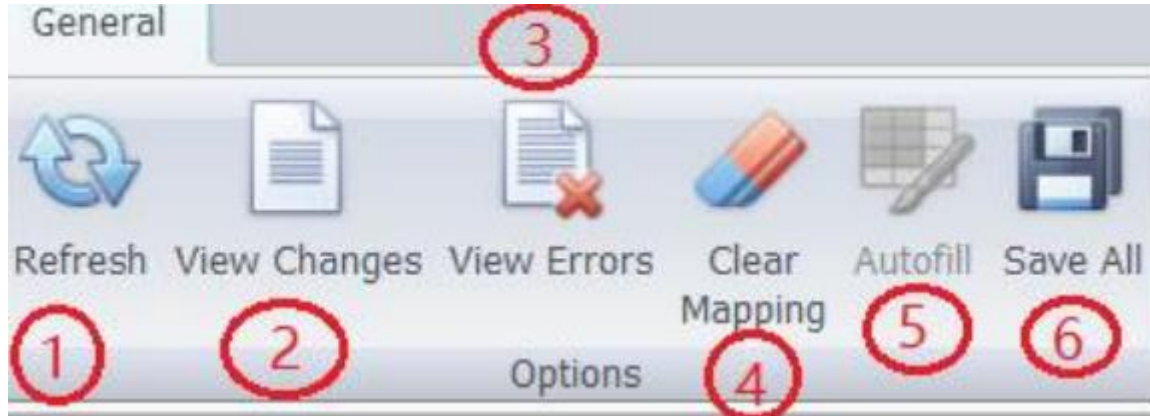 General
3
Refresh View Changes View Errors Clear Mapping Autofill Save All
1 2 4 5 6
Options